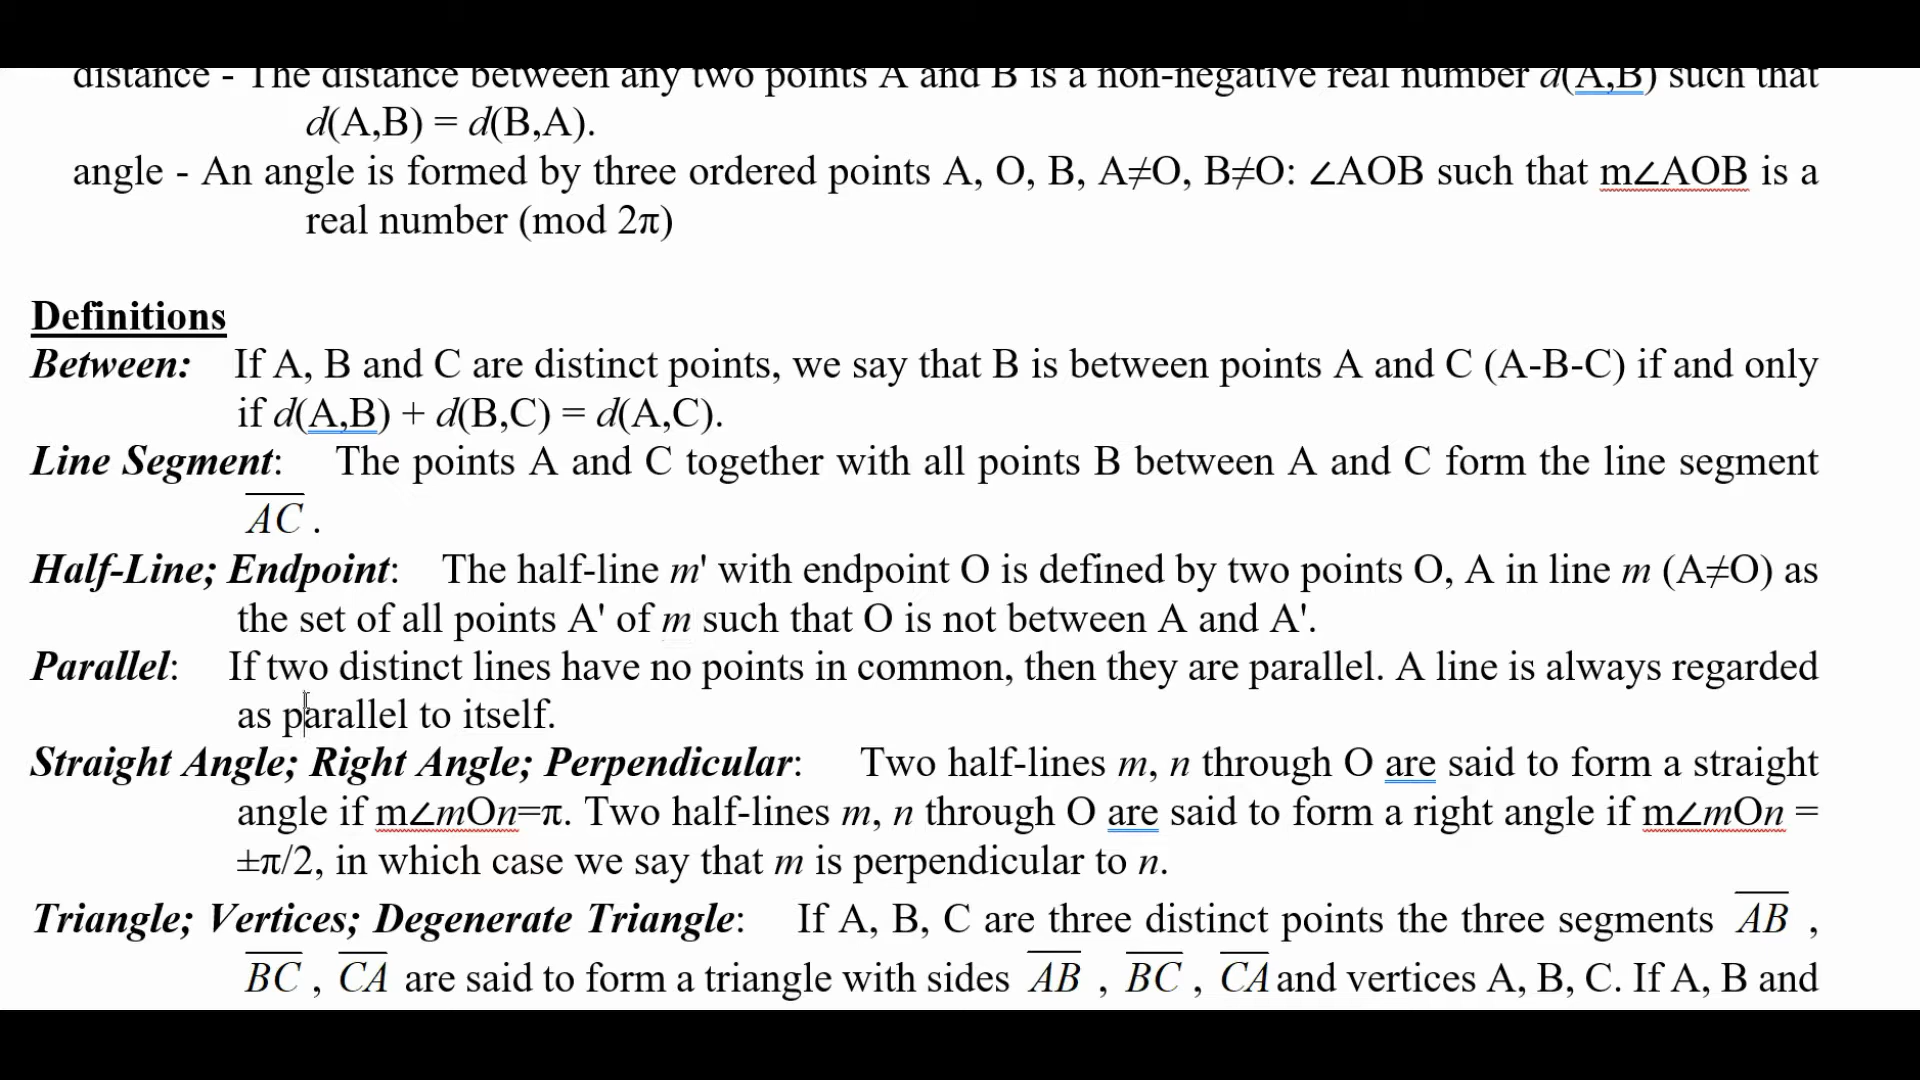 distance - The distance between any two points A and B is a non-negative real number d(A,B) such that
d(A,B) = d(B,A).
angle - An angle is formed by three ordered points A, O, B, A≠O, B≠O: ∠AOB such that m∠AOB is a
real number (mod 2π)
Definitions
Between: If A, B and C are distinct points, we say that B is between points A and C (A-B-C) if and only
if d(A,B) + d(B,C) = d(A,C).
Line Segment: The points A and C together with all points B between A and C form the line segment
A̅C̅ .
Half-Line; Endpoint: The half-line m' with endpoint O is defined by two points O, A in line m (A≠O) as
the set of all points A' of m such that O is not between A and A'.
Parallel: If two distinct lines have no points in common, then they are parallel. A line is always regarded
as parallel to itself.
Straight Angle; Right Angle; Perpendicular: Two half-lines m, n through O are said to form a straight
angle if m∠mOn=π. Two half-lines m, n through O are said to form a right angle if m∠mOn =
±π/2, in which case we say that m is perpendicular to n.
Triangle; Vertices; Degenerate Triangle: If A, B, C are three distinct points the three segments A̅B̅ ,
B̅C̅ , C̅A̅ are said to form a triangle with sides A̅B̅ , B̅C̅ , C̅A̅ and vertices A, B, C. If A, B and